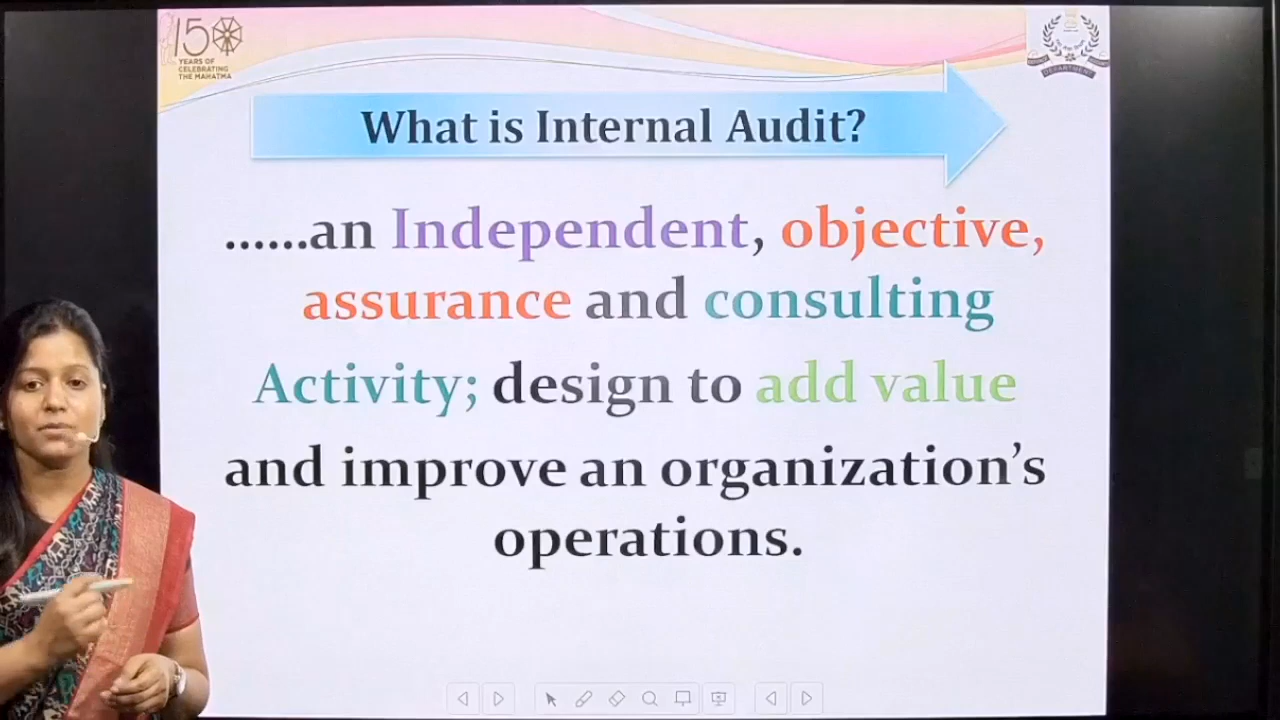 150
YEARS OF
CELEBRATING
THE MAHATMA
DEPARTMENT
What is Internal Audit?
......an Independent, objective,
assurance and consulting
Activity; design to add value
and improve an organization’s
operations.